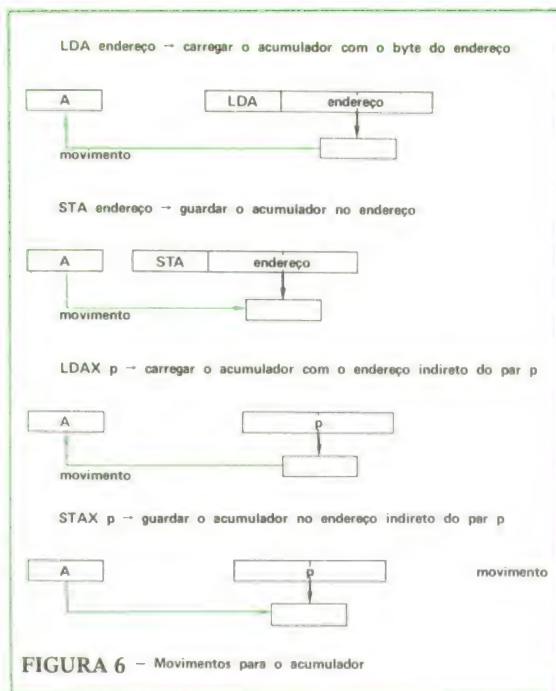 LDA endereço → carregar o acumulador com o byte do endereço
A LDA endereço
movimento
STA endereço → guardar o acumulador no endereço
A STA endereço
movimento
LDAX p → carregar o acumulador com o endereço indireto do par p
A p
movimento
STAX p → guardar o acumulador no endereço indireto do par p
A p movimento
FIGURA 6 – Movimentos para o acumulador